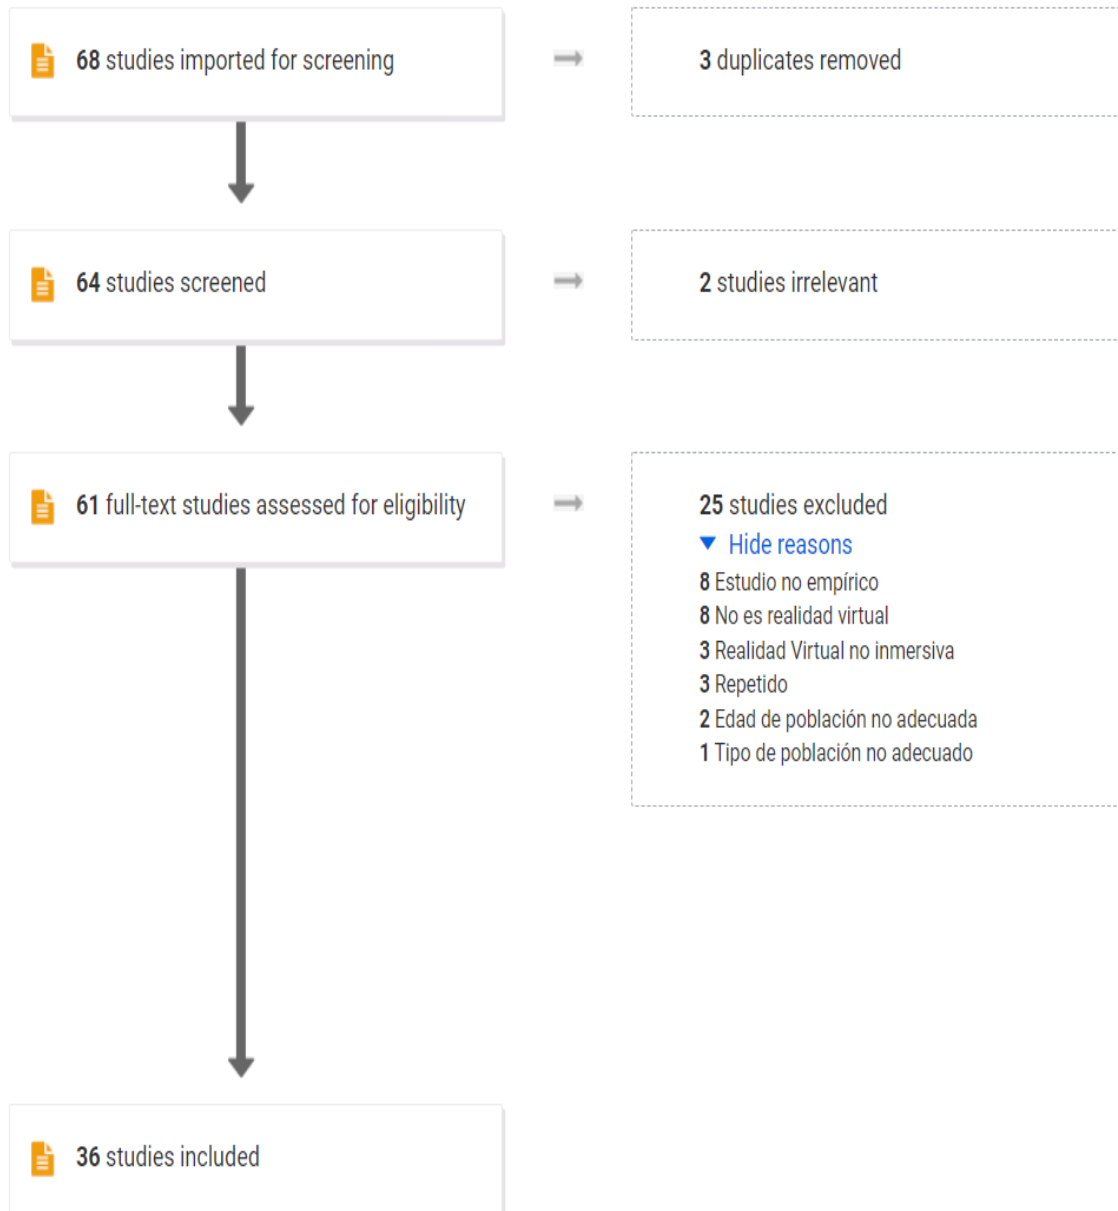 68 studies imported for screening
3 duplicates removed
64 studies screened
2 studies irrelevant
61 full-text studies assessed for eligibility
25 studies excluded
Hide reasons
8 Estudio no empírico
8 No es realidad virtual
3 Realidad Virtual no inmersiva
3 Repetido
2 Edad de población no adecuada
1 Tipo de población no adecuado
36 studies included